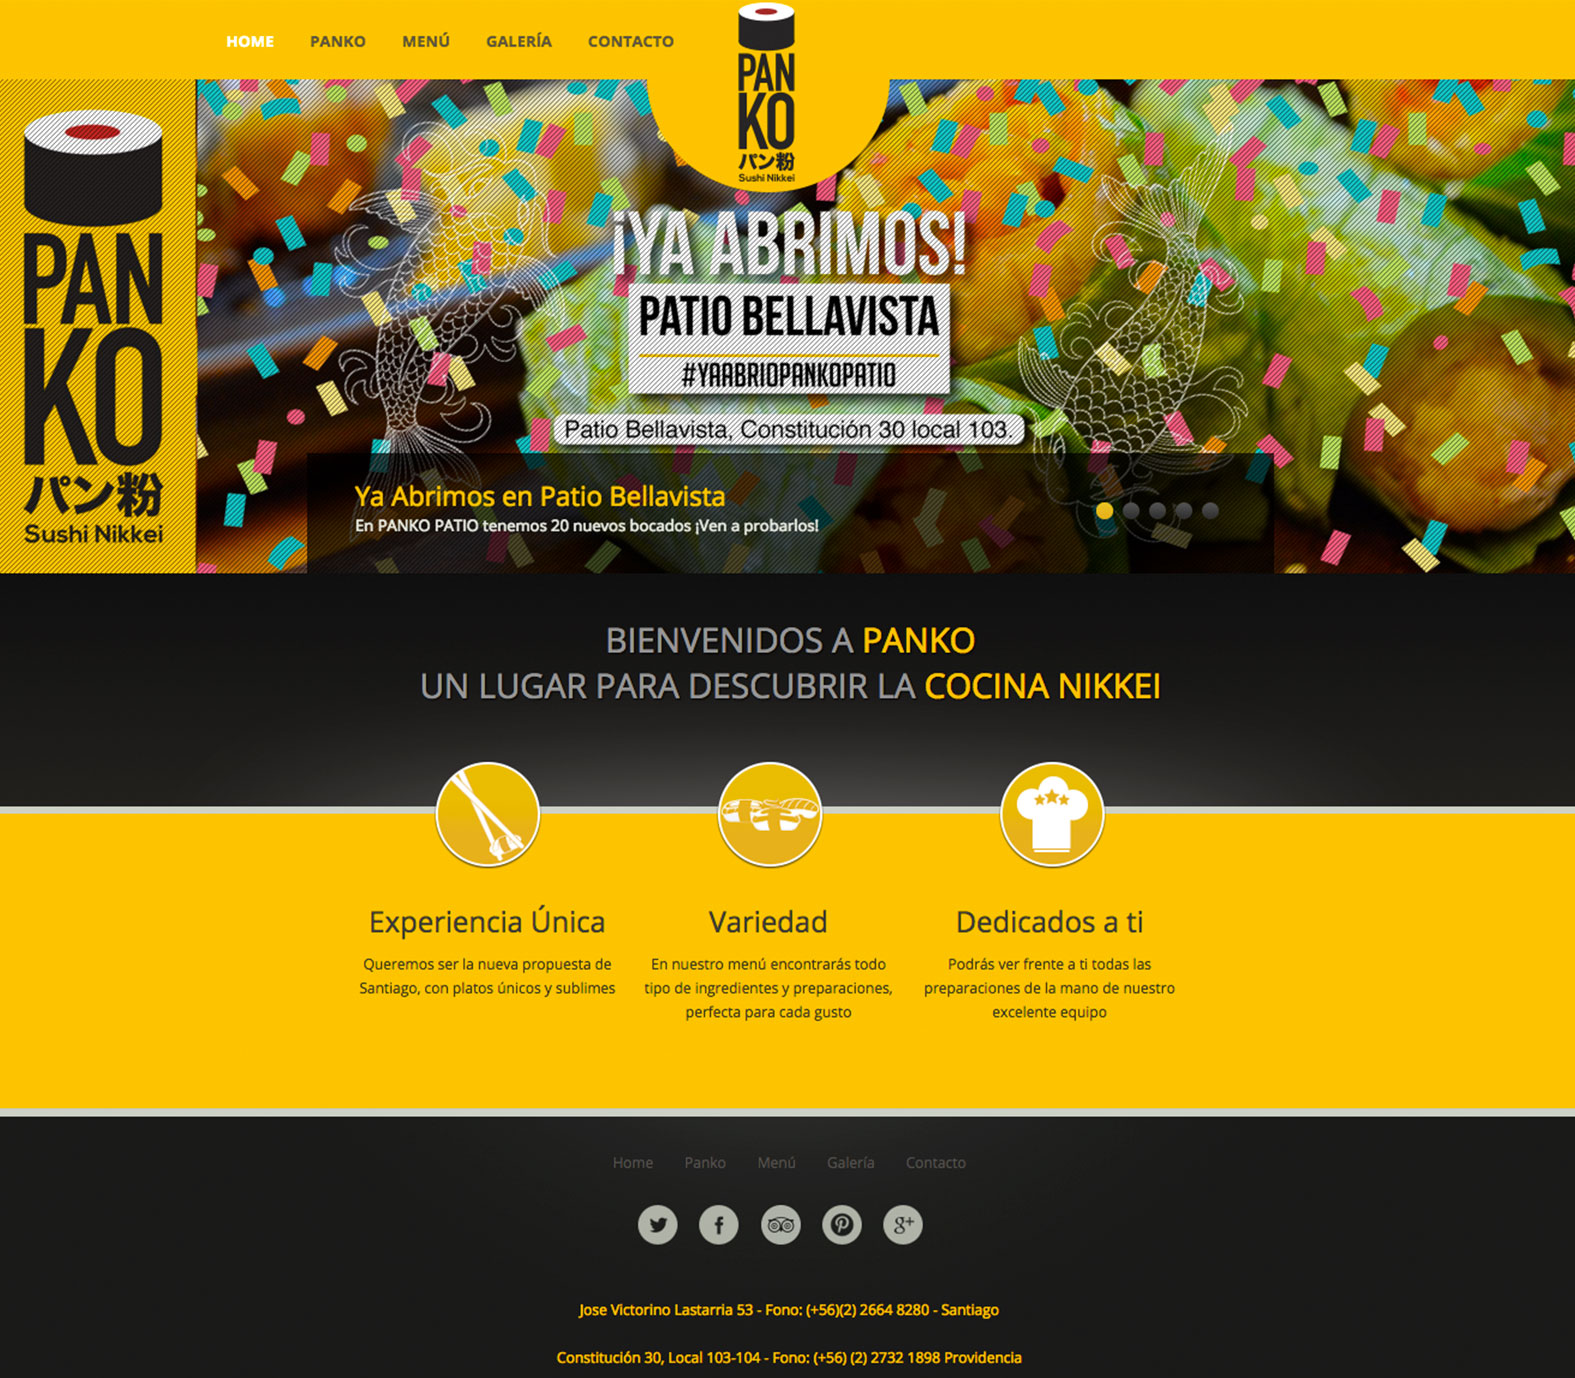 HOME PANKO MENÚ GALERÍA CONTACTO
PAN
KO
パン粉
Sushi Nikkei
PAN
KO
パン粉
Sushi Nikkei
¡YA ABRIMOS!
PATIO BELLAVISTA
#YAABRIOPANKOPATIO
Patio Bellavista, Constitución 30 local 103.
Ya Abrimos en Patio Bellavista
En PANKO PATIO tenemos 20 nuevos bocados ¡Ven a probarlos!
BIENVENIDOS A PANKO
UN LUGAR PARA DESCUBRIR LA COCINA NIKKEI
Experiencia Única
Queremos ser la nueva propuesta de
Santiago, con platos únicos y sublimes
Variedad
En nuestro menú encontrarás todo
tipo de ingredientes y preparaciones,
perfecta para cada gusto
Dedicados a ti
Podrás ver frente a ti todas las
preparaciones de la mano de nuestro
excelente equipo
Home Panko Menú Galería Contacto
g+
Jose Victorino Lastarria 53 - Fono: (+56)(2) 2664 8280 - Santiago
Constitución 30, Local 103-104 - Fono: (+56) (2) 2732 1898 Providencia